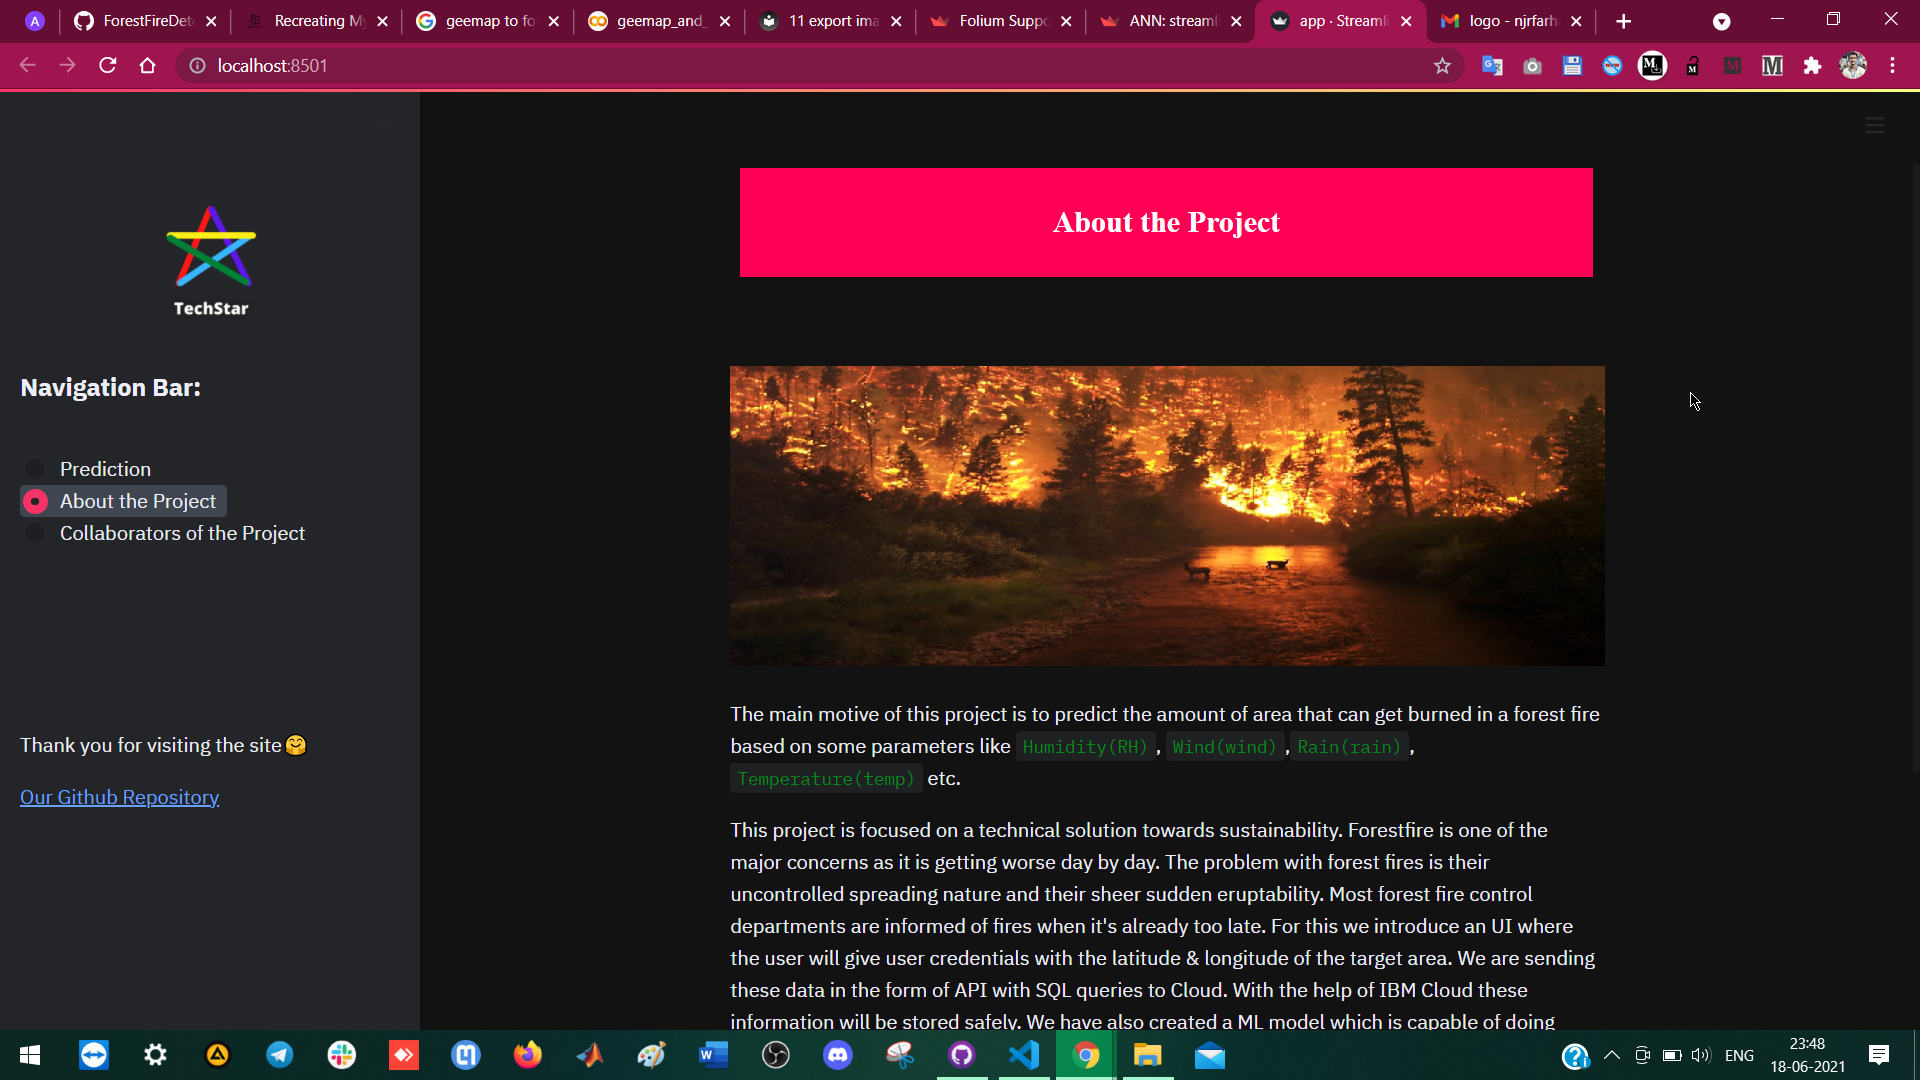 A
ForestFireDet
Recreating M
geemap to fo
geemap_and_
11 export ima
Folium Suppo
ANN: streaml
app · Streamli
logo - njrfarh
localhost:8501
TechStar
Navigation Bar:
Prediction
About the Project
Collaborators of the Project
Thank you for visiting the site🤗
Our Github Repository
About the Project
The main motive of this project is to predict the amount of area that can get burned in a forest fire
based on some parameters like Humidity(RH) , Wind(wind) , Rain(rain) ,
Temperature(temp) etc.
This project is focused on a technical solution towards sustainability. Forestfire is one of the
major concerns as it is getting worse day by day. The problem with forest fires is their
uncontrolled spreading nature and their sheer sudden eruptability. Most forest fire control
departments are informed of fires when it's already too late. For this we introduce an UI where
the user will give user credentials with the latitude & longitude of the target area. We are sending
these data in the form of API with SQL queries to Cloud. With the help of IBM Cloud these
information will be stored safely. We have also created a ML model which is capable of doing
ENG
23:48
18-06-2021